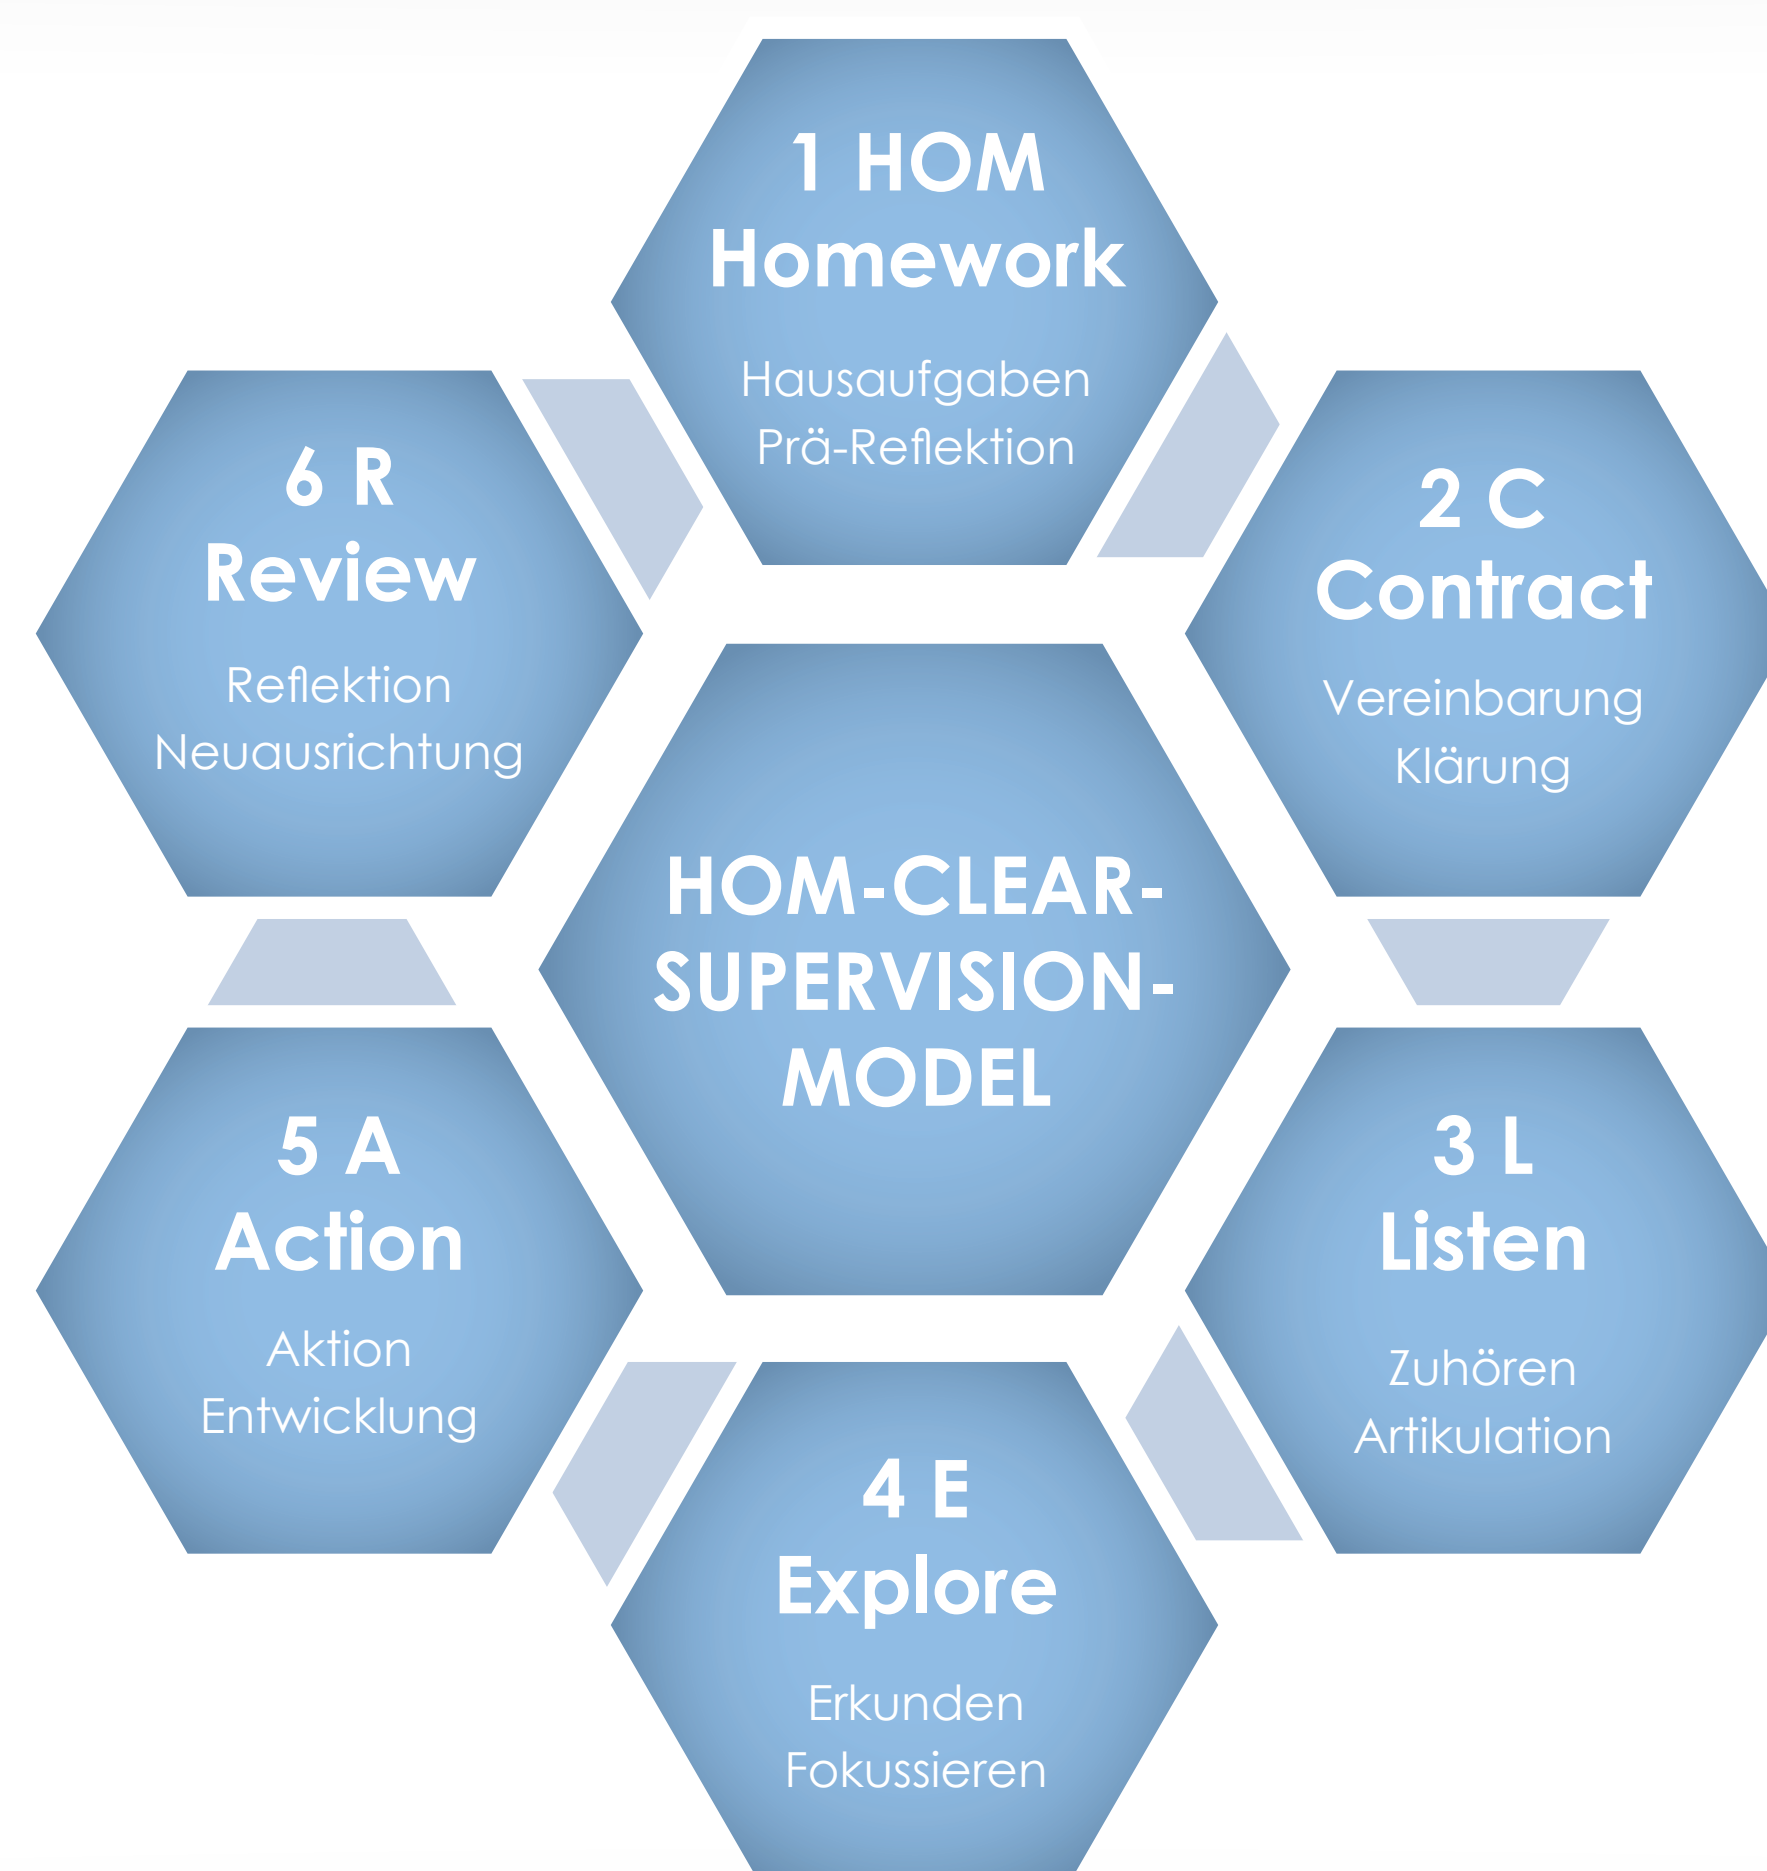 1 HOM
Homework
Hausaufgaben
Prä-Reflektion
2 C
Contract
Vereinbarung
Klärung
3 L
Listen
Zuhören
Artikulation
4 E
Explore
Erkunden
Fokussieren
5 A
Action
Aktion
Entwicklung
6 R
Review
Reflektion
Neuausrichtung
HOM-CLEAR-
SUPERVISION-
MODEL